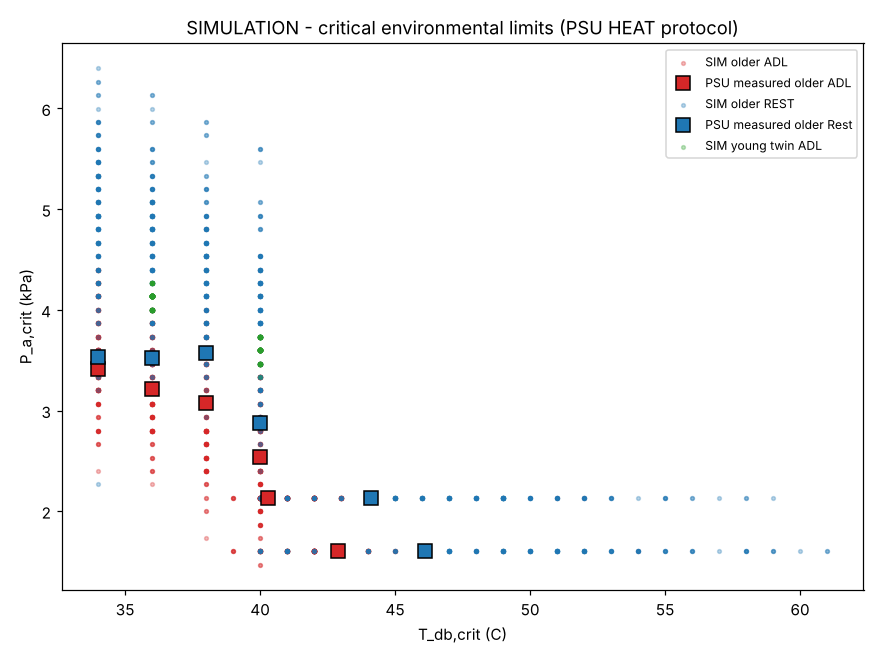 SIMULATION - critical environmental limits (PSU HEAT protocol)
SIM older ADL
PSU measured older ADL
SIM older REST
PSU measured older Rest
SIM young twin ADL
P_a,crit (kPa)
6
5
4
3
2
35 40 45 50 55 60
T_db,crit (C)